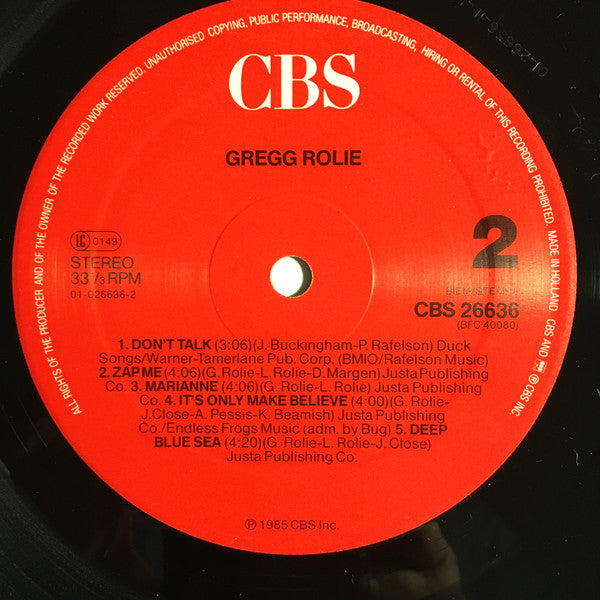 ALL RIGHTS OF THE PRODUCER AND OF THE OWNER OF THE RECORDED WORK RESERVED. UNAUTHORISED COPYING, PUBLIC PERFORMANCE, BROADCASTING, HIRING OR RENTAL OF THIS RECORDING PROHIBITED. MADE IN HOLLAND. CBS AND ℗ CBS INC.
CBS
GREGG ROLIE
LC 0149
STEREO
33⅓ RPM
01-026636-2
2
BIEM/STEMRA
CBS 26636
(BFC 40080)
1. DON'T TALK (3:06)(J. Buckingham-P. Rafelson) Duck
Songs/Warner-Tamerlane Pub. Corp. (BMIO/Rafelson Music)
2. ZAP ME (4:06)(G. Rolie-L. Rolie-D. Margen) Justa Publishing
Co. 3. MARIANNE (4:06)(G. Rolie-L. Rolie) Justa Publishing
Co. 4. IT'S ONLY MAKE BELIEVE (4:00)(G. Rolie-
J.Close-A. Pessis-K. Beamish) Justa Publishing
Co./Endless Frogs Music (adm. by Bug) 5. DEEP
BLUE SEA (4:20)(G. Rolie-L. Rolie-J. Close)
Justa Publishing Co.
℗ 1985 CBS Inc.